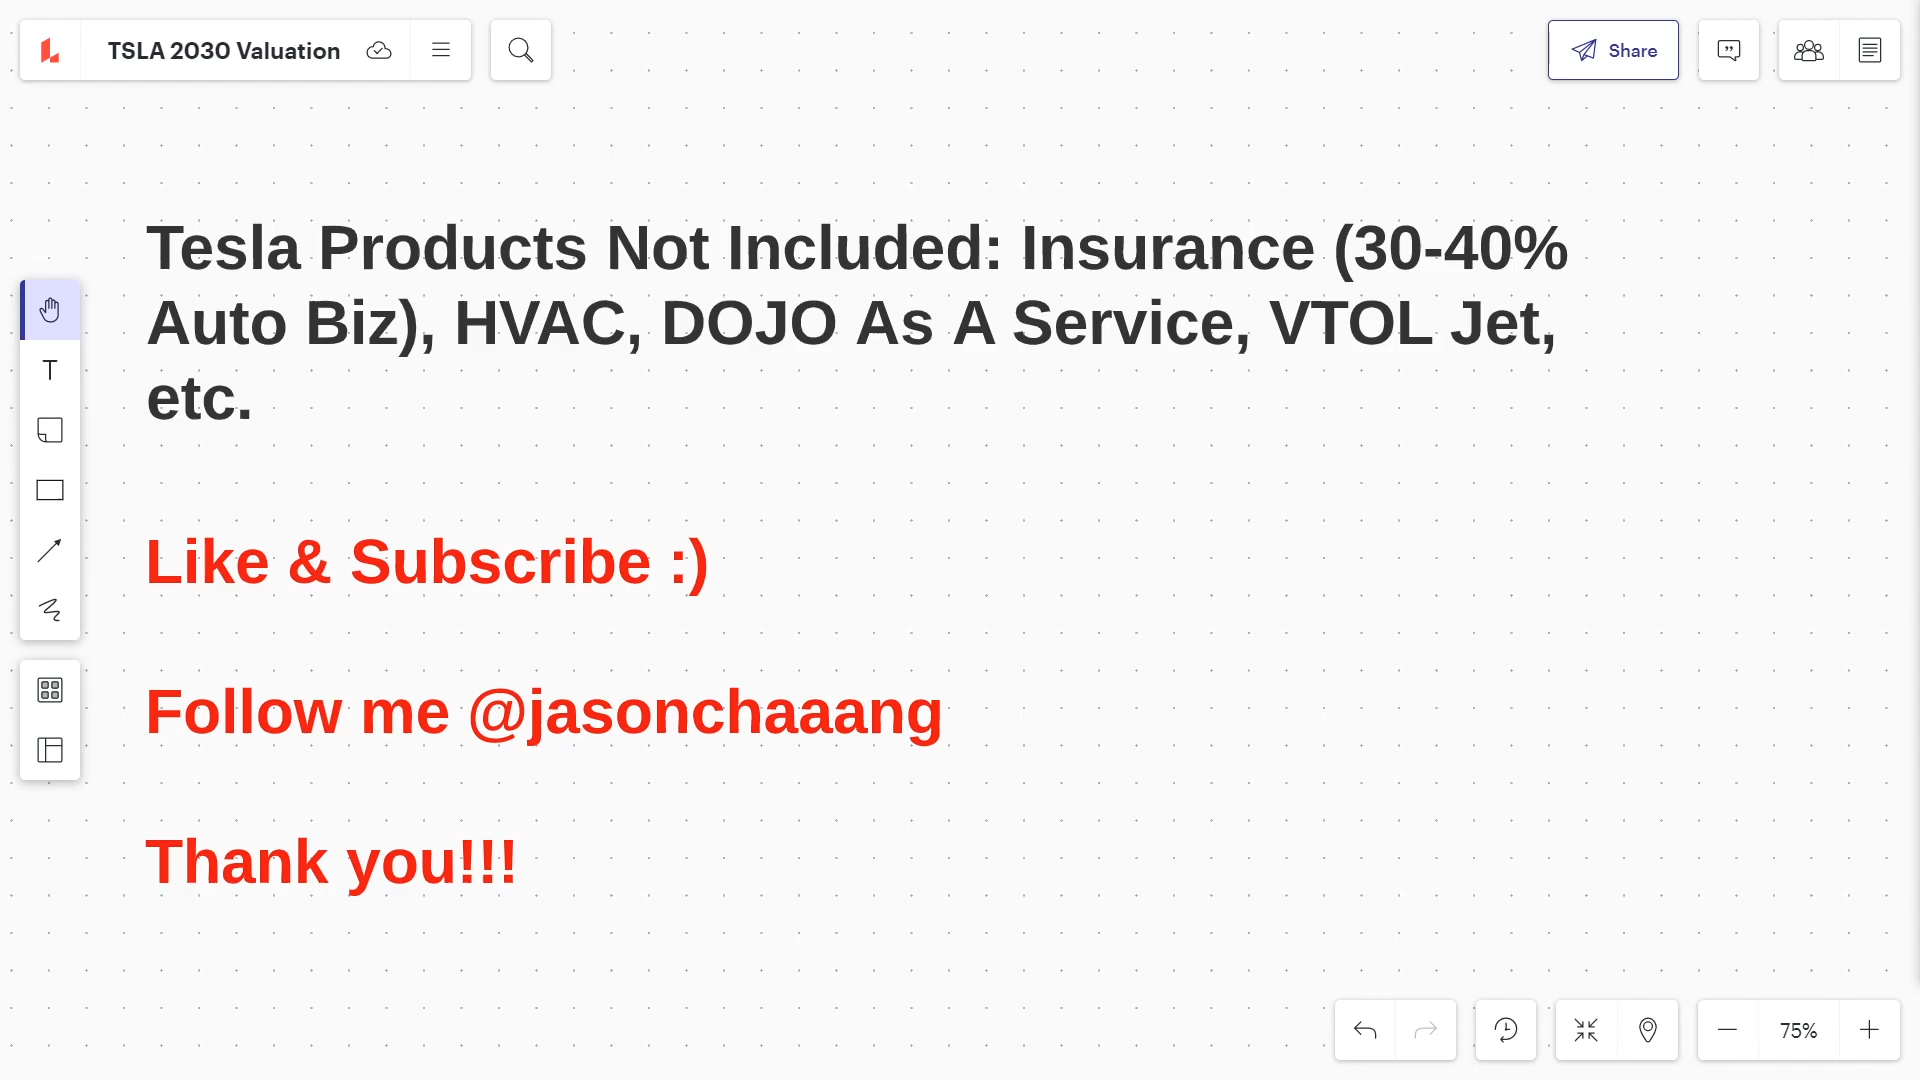 TSLA 2030 Valuation
Share
Tesla Products Not Included: Insurance (30-40%
Auto Biz), HVAC, DOJO As A Service, VTOL Jet,
etc.
Like & Subscribe :)
Follow me @jasonchaaang
Thank you!!!
75%